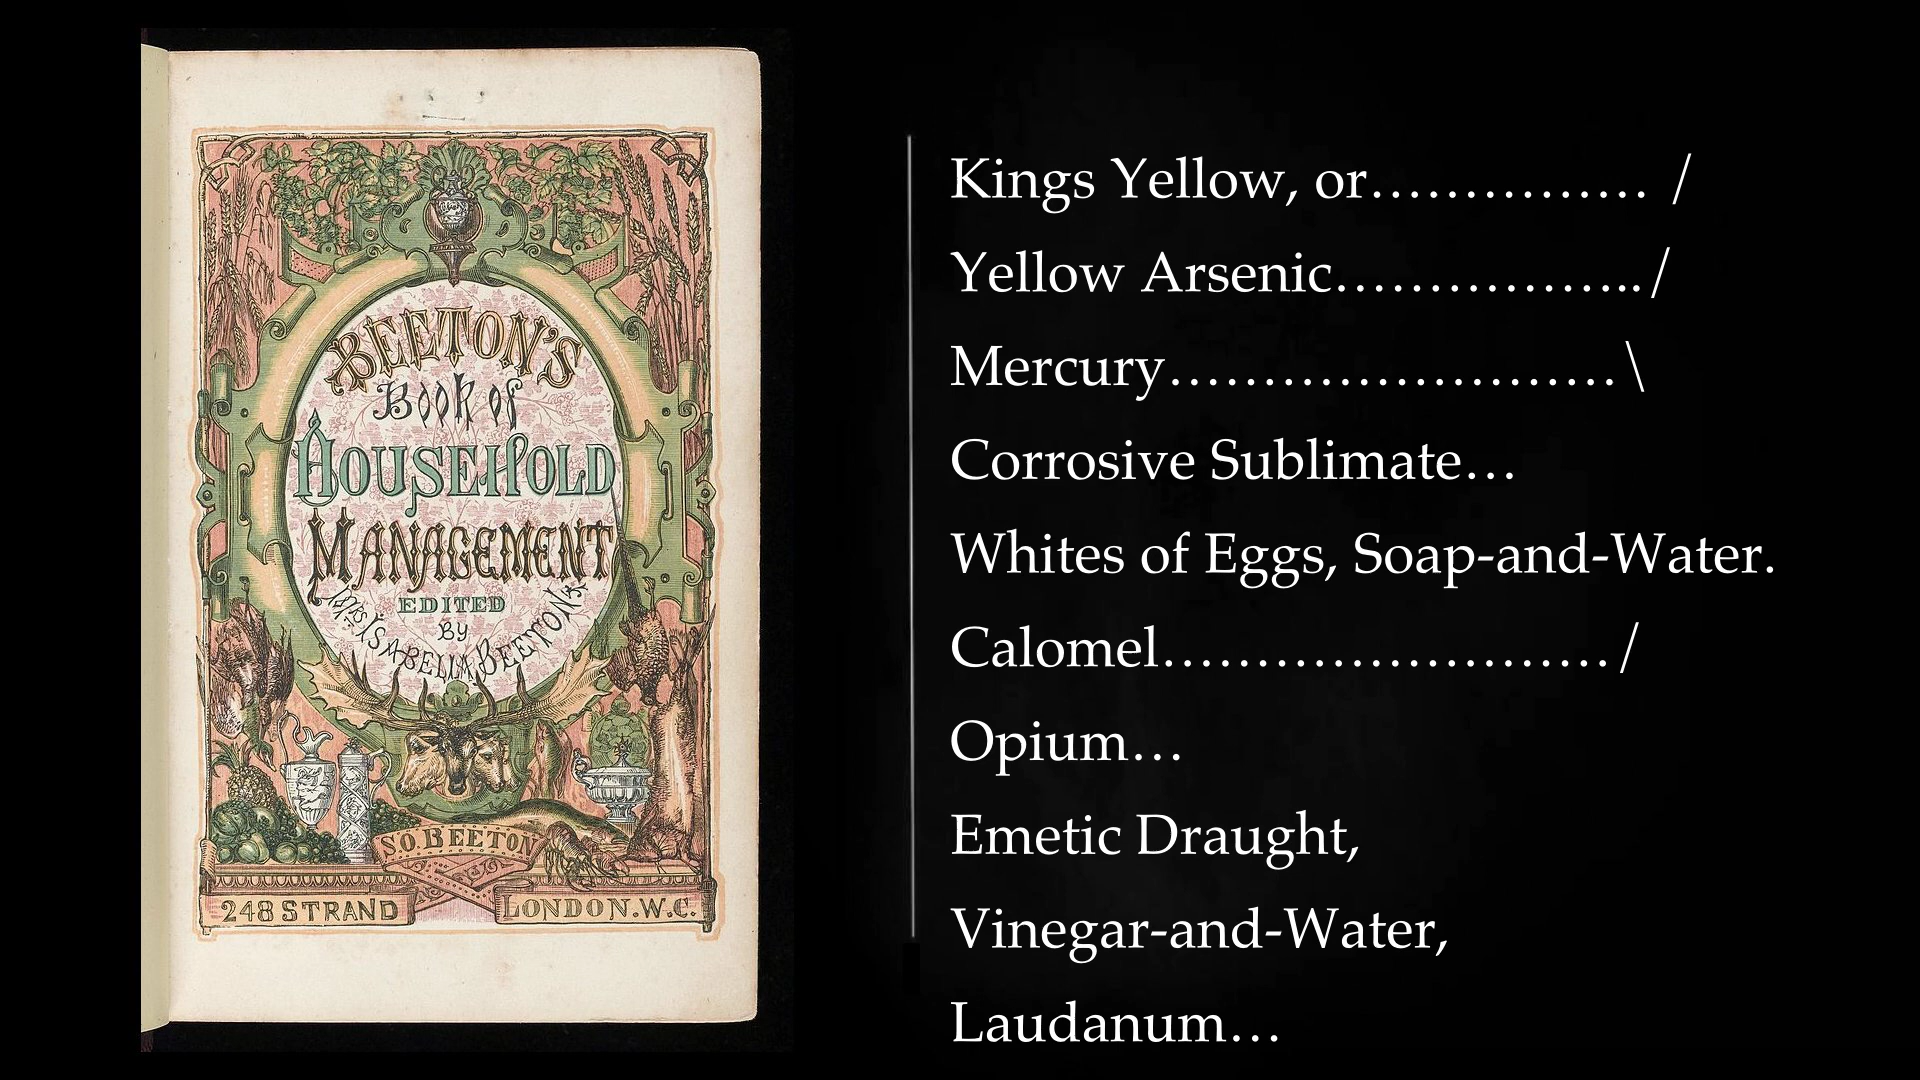 BEETON'S
Book of
HOUSEHOLD
MANAGEMENT
EDITED
BY
MRS ISABELLA BEETON
S.O. BEETON
248 STRAND
LONDON. W.C.
Kings Yellow, or…………… /
Yellow Arsenic……………../
Mercury……………………\
Corrosive Sublimate…
Whites of Eggs, Soap-and-Water.
Calomel……………………/
Opium…
Emetic Draught,
Vinegar-and-Water,
Laudanum…